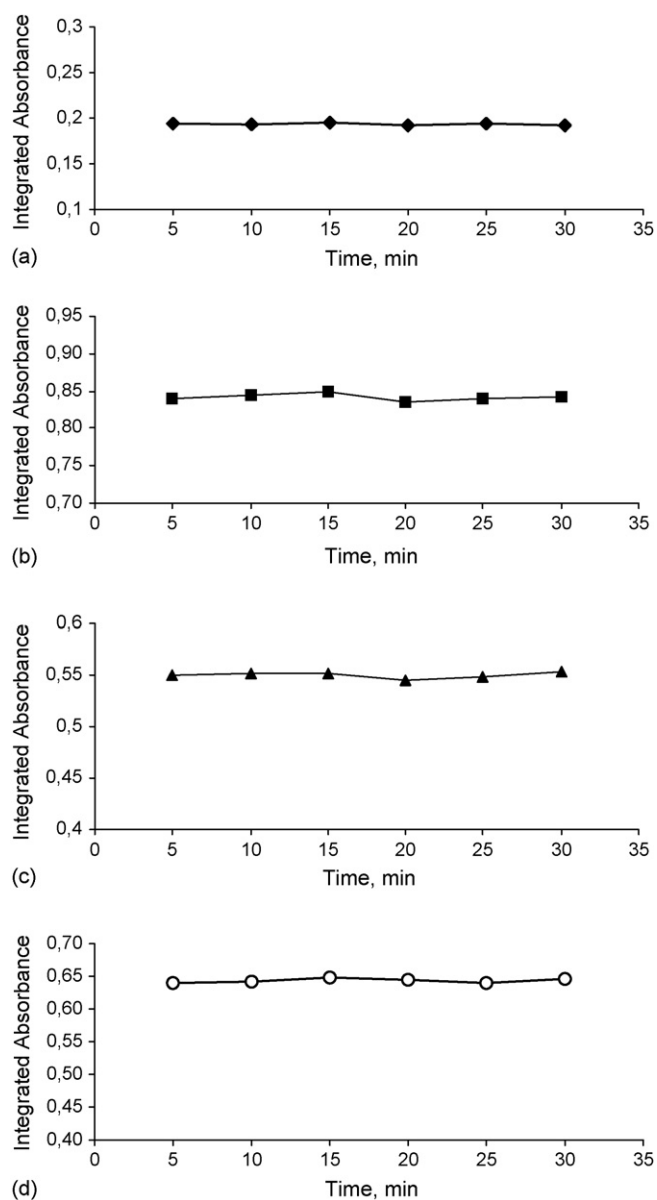 Integrated Absorbance
0,3
0,25
0,2
0,15
0,1
0 5 10 15 20 25 30 35
Time, min
(a)
Integrated Absorbance
0,95
0,90
0,85
0,80
0,75
0,70
0 5 10 15 20 25 30 35
Time, min
(b)
Integrated Absorbance
0,6
0,55
0,5
0,45
0,4
0 5 10 15 20 25 30 35
Time, min
(c)
Integrated Absorbance
0,70
0,65
0,60
0,55
0,50
0,45
0,40
0 5 10 15 20 25 30 35
Time, min
(d)